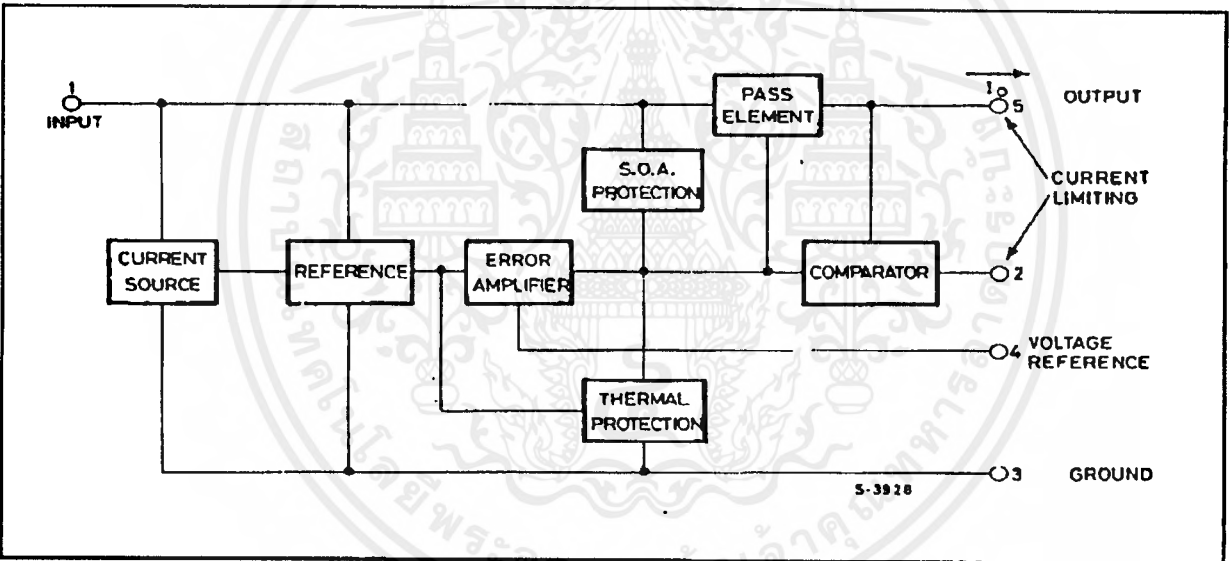 1
INPUT
PASS
ELEMENT
Io
5
OUTPUT
S.O.A.
PROTECTION
CURRENT
LIMITING
CURRENT
SOURCE
REFERENCE
ERROR
AMPLIFIER
COMPARATOR
2
4
VOLTAGE
REFERENCE
THERMAL
PROTECTION
3
GROUND
S-3928